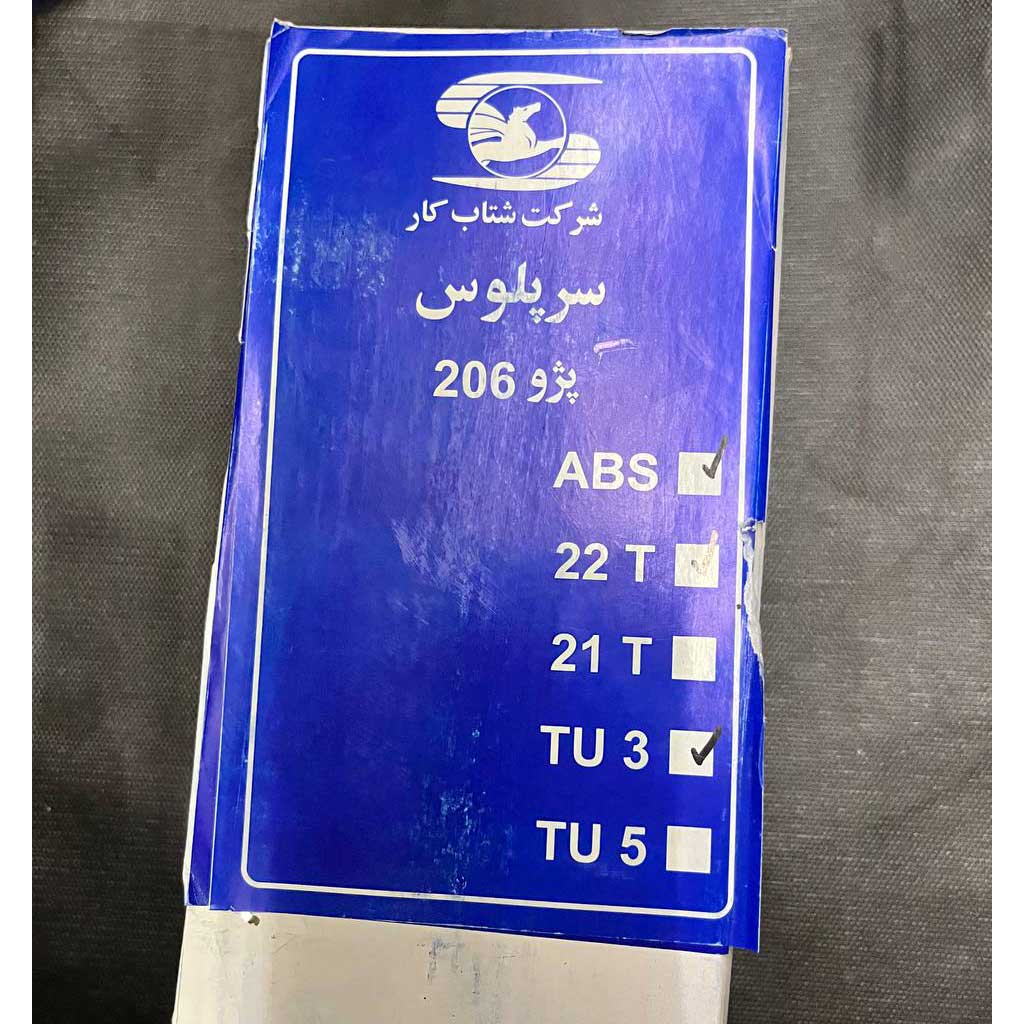 شرکت شتاب کار
سرپلوس
پژو 206
ABS
22 T
21 T
TU 3
TU 5